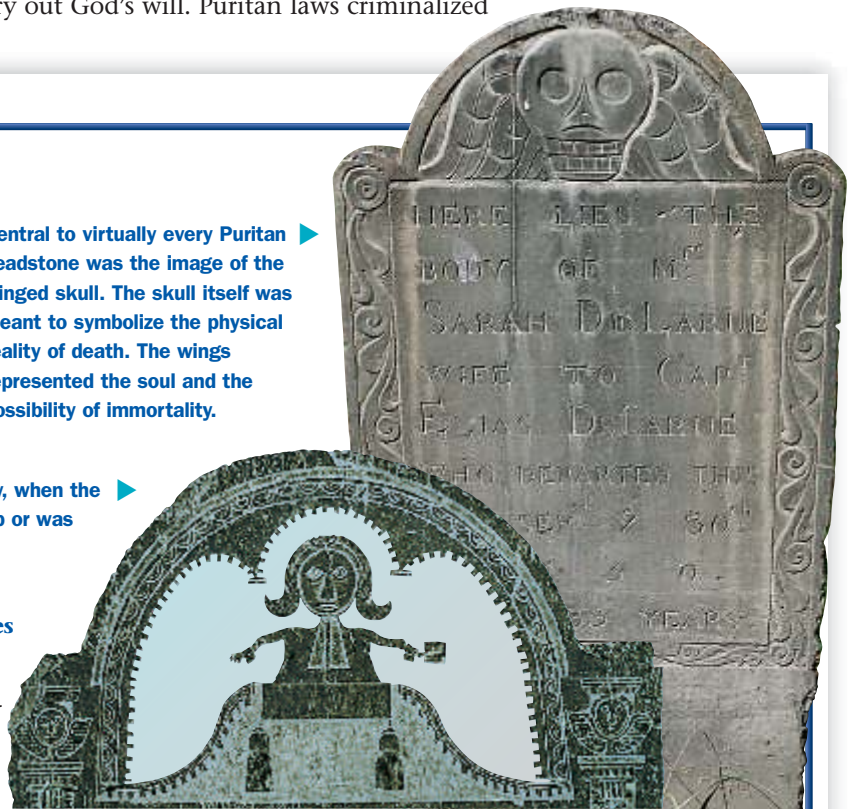 ry out God's will. Puritan laws criminalized
entral to virtually every Puritan
eadstone was the image of the
inged skull. The skull itself was
eant to symbolize the physical
eality of death. The wings
epresented the soul and the
ossibility of immortality.
y, when the
o or was
es
HERE LIES THE
BODY OF Mrs
SARAH DeLARUE
WIFE TO CAPT
ELIAS DeLARUE
DEPARTED
YEARS